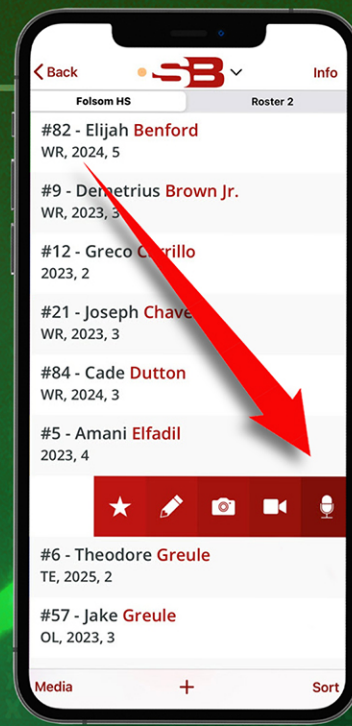 Back
SB
Info
Folsom HS
Roster 2
#82 - Elijah Benford
WR, 2024, 5
#9 - Demetrius Brown Jr.
WR, 2023, 3
#12 - Greco Carrillo
2023, 2
#21 - Joseph
WR, 2023, 3
#84 - Cade Dutton
WR, 2024, 3
#5 - Amani Elfadil
2023, 4
#6 - Theodore Greule
TE, 2025, 2
#57 - Jake Greule
OL, 2023, 3
Media
+
Sort